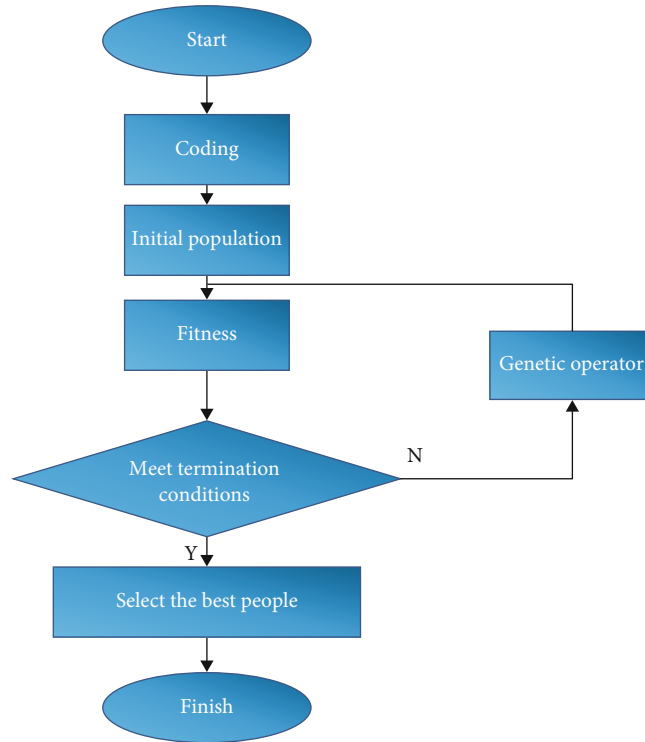 Start
Coding
Initial population
Fitness
Genetic operator
Meet termination
conditions
N
Y
Select the best people
Finish